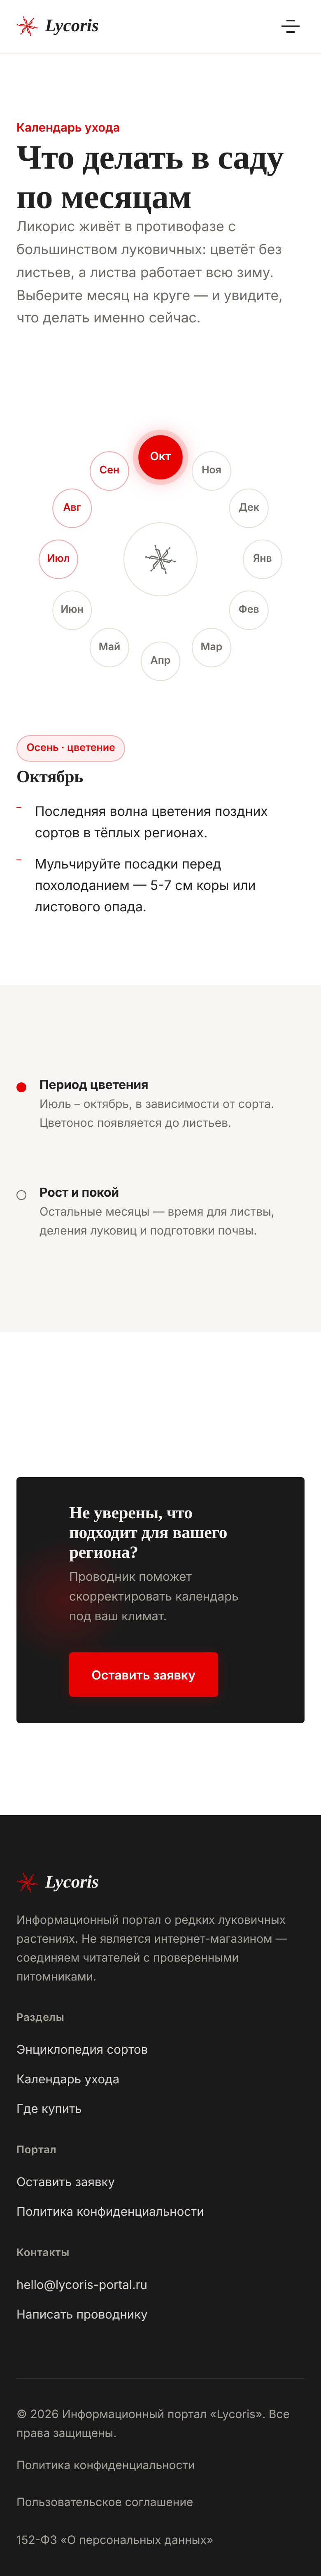 Lycoris
Календарь ухода
Что делать в саду
по месяцам
Ликорис живёт в противофазе с
большинством луковичных: цветёт без
листьев, а листва работает всю зиму.
Выберите месяц на круге — и увидите,
что делать именно сейчас.
Окт
Сен
Ноя
Авг
Дек
Июл
Янв
Июн
Фев
Май
Мар
Апр
Осень · цветение
Октябрь
– Последняя волна цветения поздних
сортов в тёплых регионах.
– Мульчируйте посадки перед
похолоданием — 5-7 см коры или
листового опада.
Период цветения
Июль – октябрь, в зависимости от сорта.
Цветонос появляется до листьев.
Рост и покой
Остальные месяцы — время для листвы,
деления луковиц и подготовки почвы.
Не уверены, что
подходит для вашего
региона?
Проводник поможет
скорректировать календарь
под ваш климат.
Оставить заявку
Lycoris
Информационный портал о редких луковичных
растениях. Не является интернет-магазином —
соединяем читателей с проверенными
питомниками.
Разделы
Энциклопедия сортов
Календарь ухода
Где купить
Портал
Оставить заявку
Политика конфиденциальности
Контакты
hello@lycoris-portal.ru
Написать проводнику
© 2026 Информационный портал «Lycoris». Все
права защищены.
Политика конфиденциальности
Пользовательское соглашение
152-ФЗ «О персональных данных»